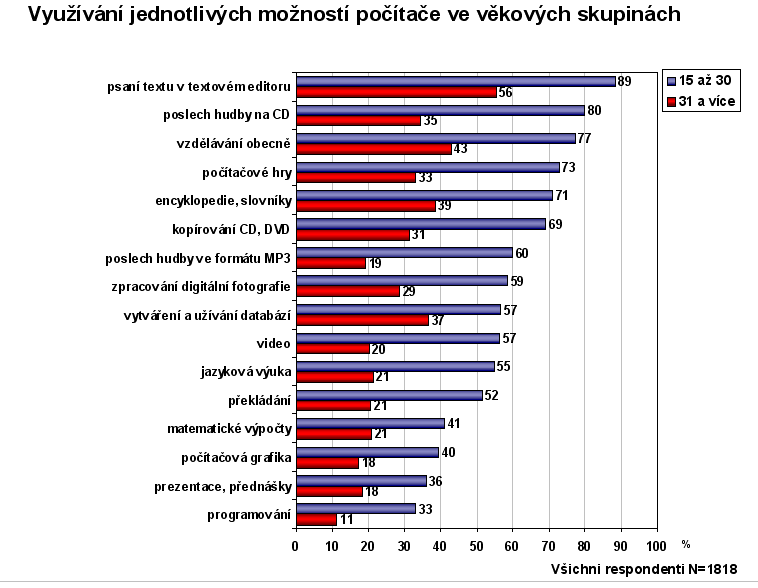 Využívání jednotlivých možností počítače ve věkových skupinách
15 až 30
31 a více
psaní textu v textovém editoru 89 56
poslech hudby na CD 80 35
vzdělávání obecně 77 43
počítačové hry 73 33
encyklopedie, slovníky 71 39
kopírování CD, DVD 69 31
poslech hudby ve formátu MP3 60 19
zpracování digitální fotografie 59 29
vytváření a užívání databází 57 37
video 57 20
jazyková výuka 55 21
překládání 52 21
matematické výpočty 41 21
počítačová grafika 40 18
prezentace, přednášky 36 18
programování 33 11
0 10 20 30 40 50 60 70 80 90 100 %
Všichni respondenti N=1818